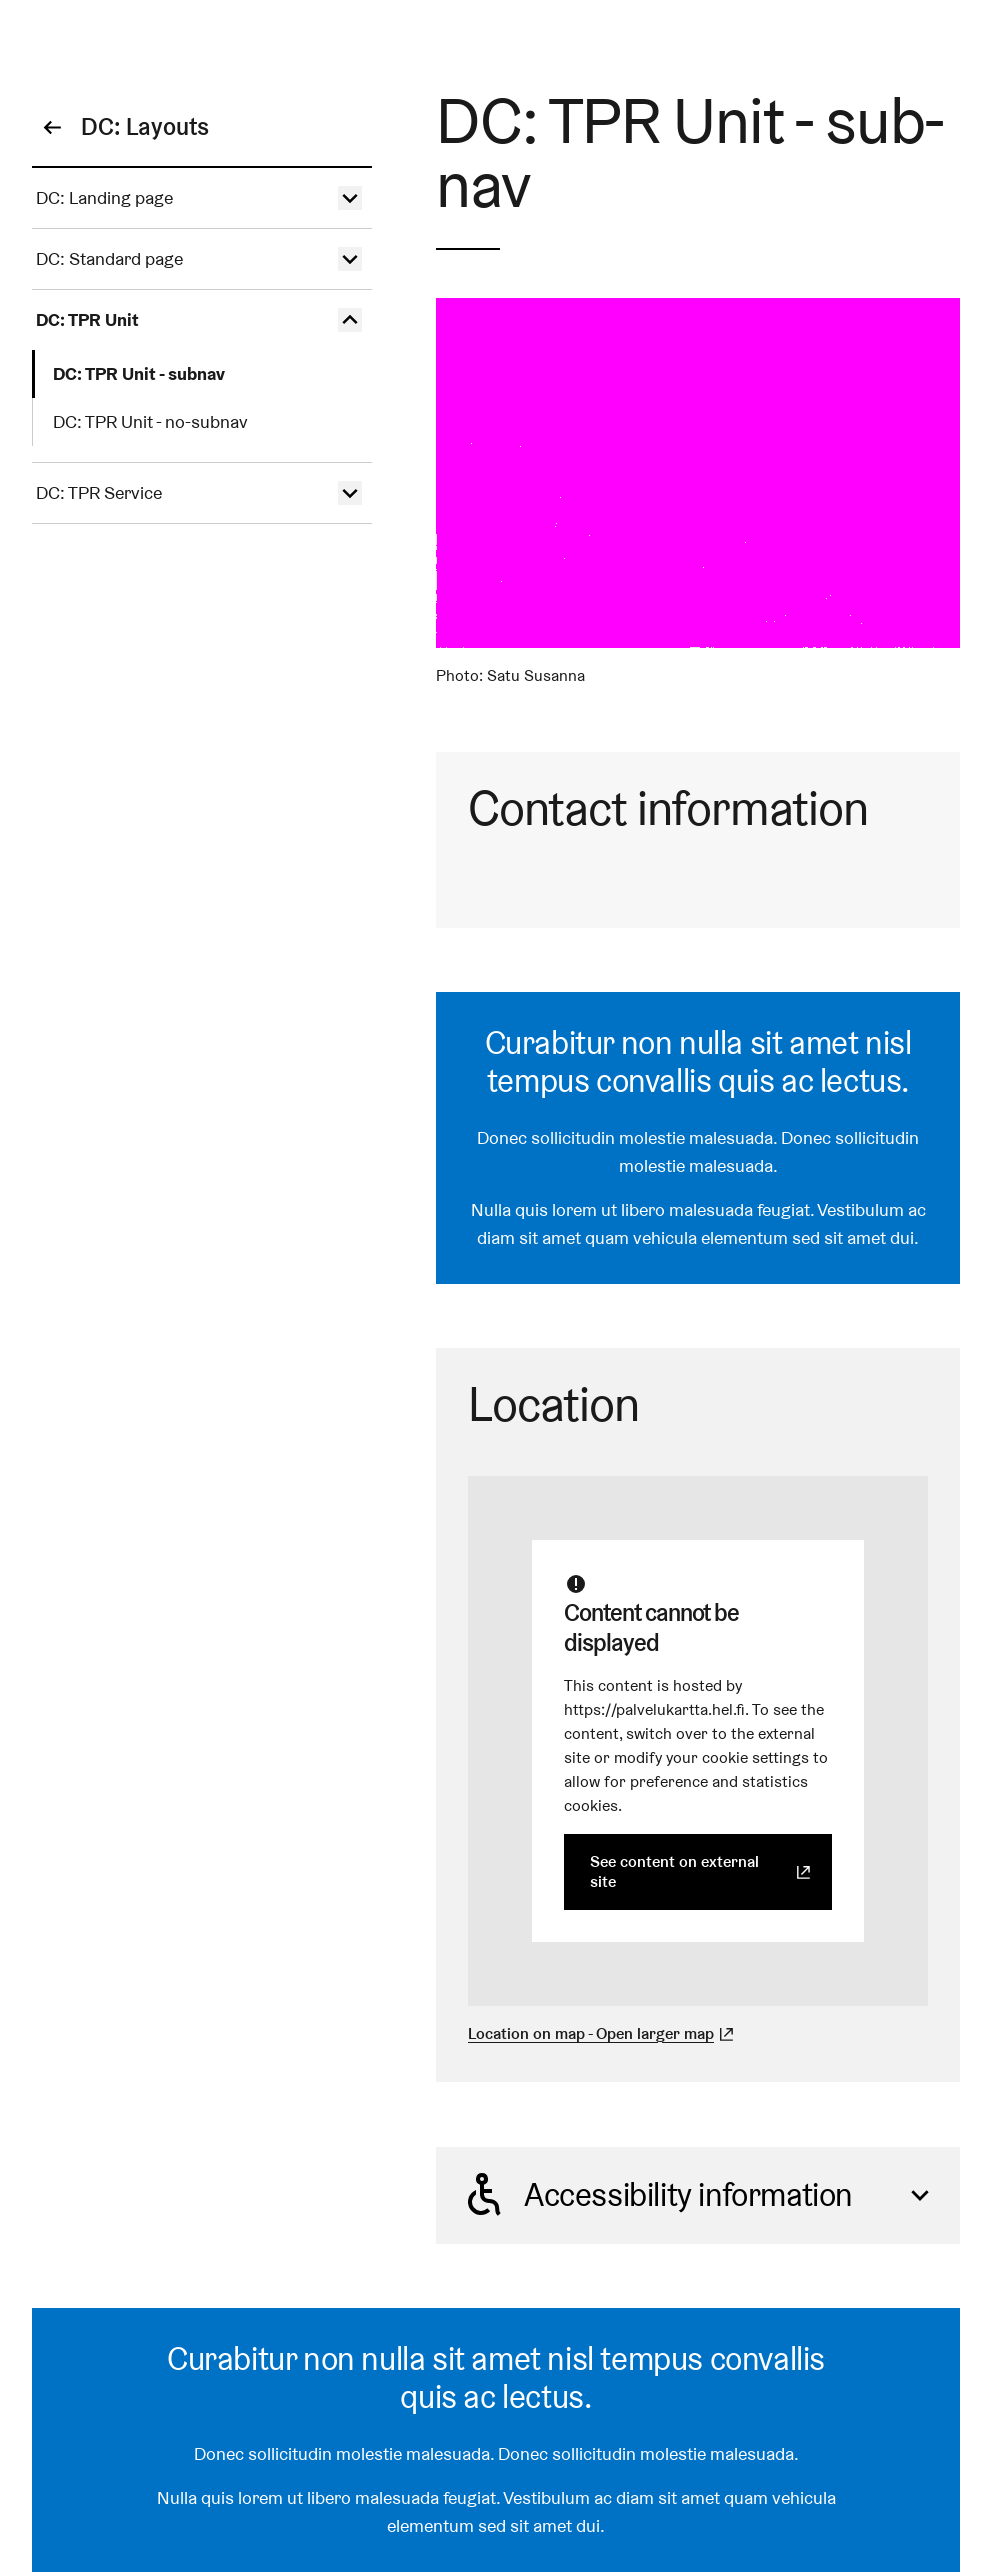 DC: Layouts
DC: Landing page
DC: Standard page
DC: TPR Unit
DC: TPR Unit - subnav
DC: TPR Unit - no-subnav
DC: TPR Service
DC: TPR Unit - sub-
nav
Photo: Satu Susanna
Contact information
Curabitur non nulla sit amet nisl
tempus convallis quis ac lectus.
Donec sollicitudin molestie malesuada. Donec sollicitudin
molestie malesuada.
Nulla quis lorem ut libero malesuada feugiat. Vestibulum ac
diam sit amet quam vehicula elementum sed sit amet dui.
Location
Content cannot be
displayed
This content is hosted by
https://palvelukartta.hel.fi. To see the
content, switch over to the external
site or modify your cookie settings to
allow for preference and statistics
cookies.
See content on external
site
Location on map - Open larger map
Accessibility information
Curabitur non nulla sit amet nisl tempus convallis
quis ac lectus.
Donec sollicitudin molestie malesuada. Donec sollicitudin molestie malesuada.
Nulla quis lorem ut libero malesuada feugiat. Vestibulum ac diam sit amet quam vehicula
elementum sed sit amet dui.